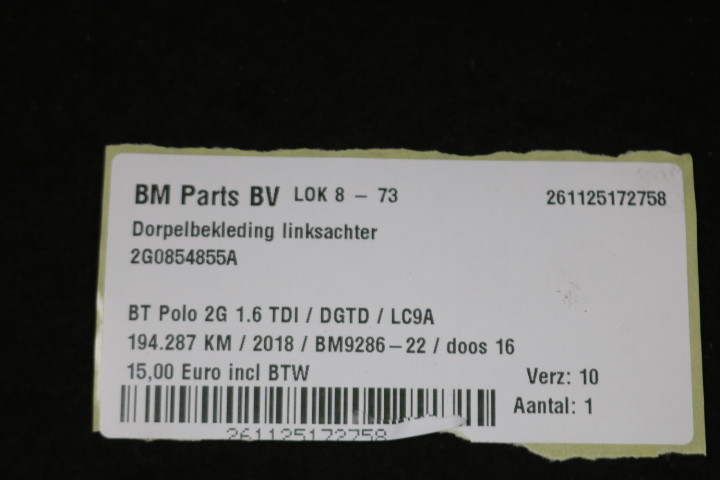 BM Parts BV LOK 8 - 73 261125172758
Dorpelbekleding linksachter
2G0854855A
BT Polo 2G 1.6 TDI / DGTD / LC9A
194.287 KM / 2018 / BM9286-22 / doos 16
15,00 Euro incl BTW Verz: 10
Aantal: 1
261125172758